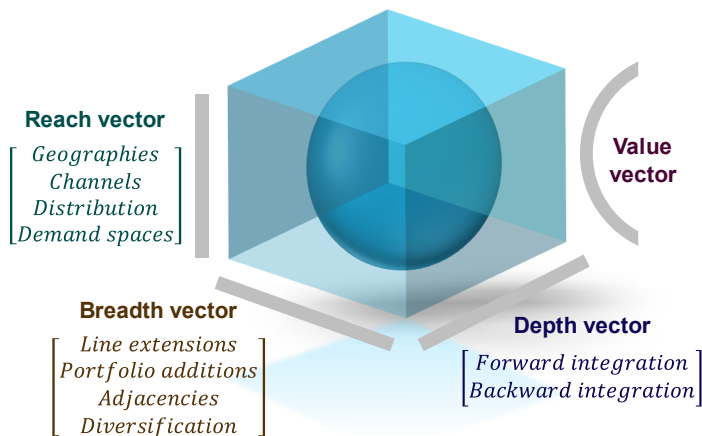 Reach vector
Geographies
Channels
Distribution
Demand spaces
Value
vector
Breadth vector
Line extensions
Portfolio additions
Adjacencies
Diversification
Depth vector
Forward integration
Backward integration